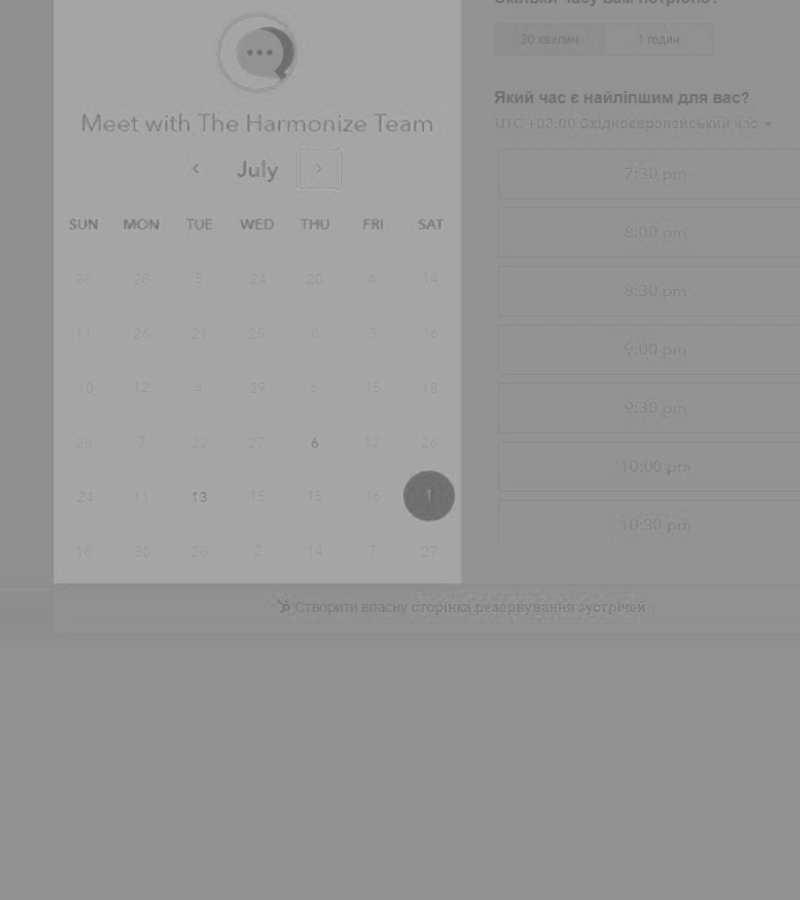 Скільки часу вам потрібно?
30 хвилин 1 годин
Meet with The Harmonize Team
Який час є найліпшим для вас?
UTC +03:00 Східноєвропейський час
July
7:30 pm
SUN MON TUE WED THU FRI SAT
8:00 pm
28 28 5 24 20 4 14
8:30 pm
11 26 21 25 8 3 16
9:00 pm
10 12 4 29 6 15 18
9:30 pm
28 7 22 27 6 12 26
10:00 pm
24 11 13 15 15 16 1
10:30 pm
18 30 28 2 14 7 27
Створити власну сторінка резервування зустрічей